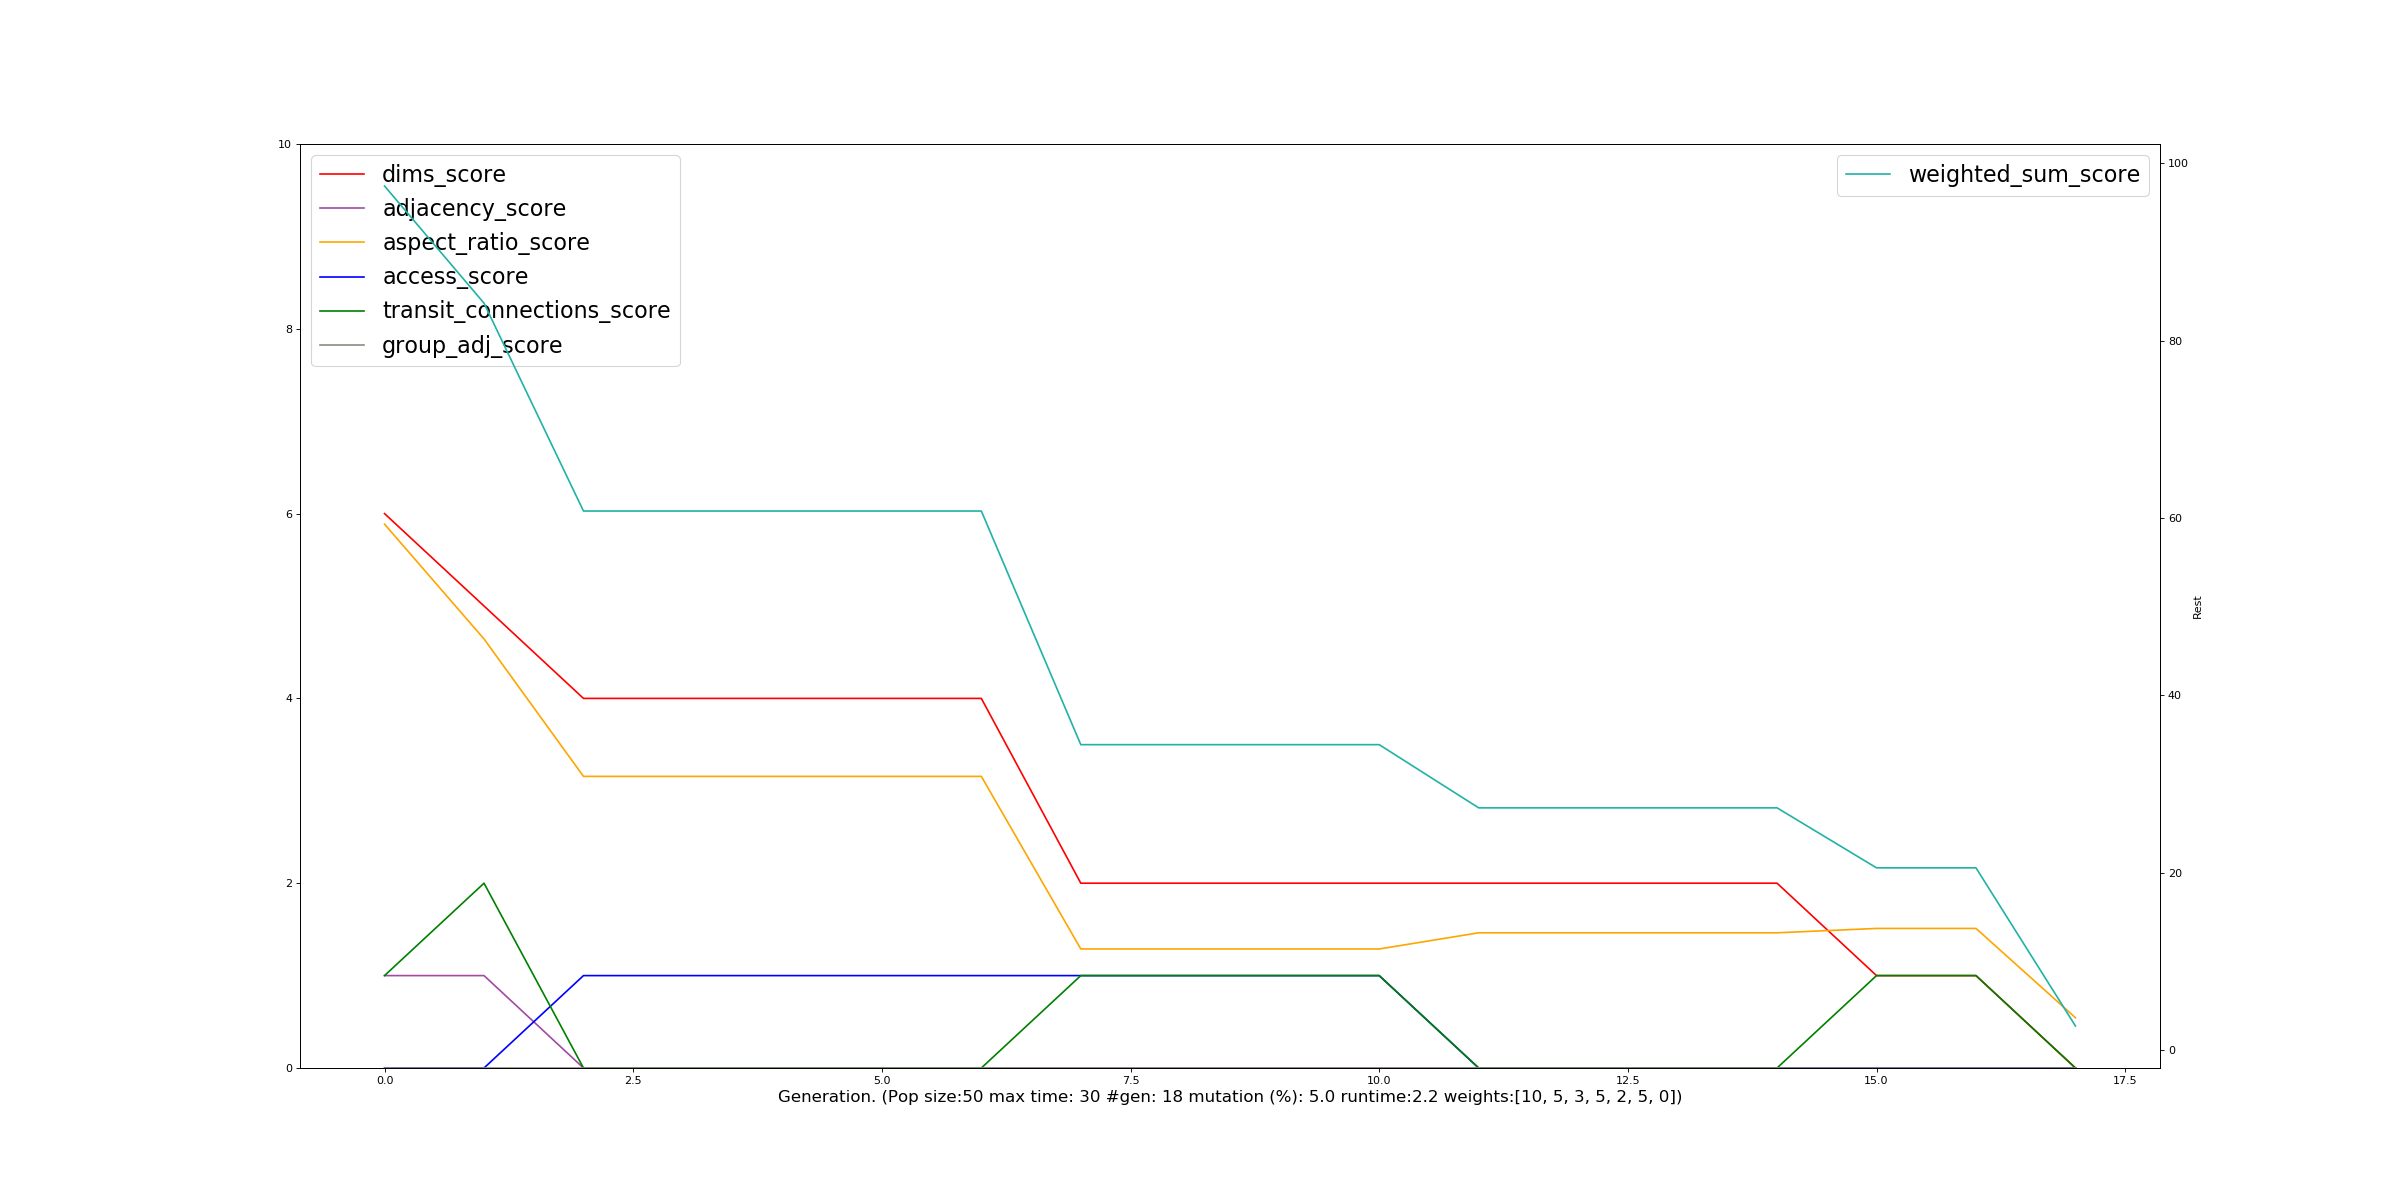 10
8
6
4
2
0
dims_score
adjacency_score
aspect_ratio_score
access_score
transit_connections_score
group_adj_score
weighted_sum_score
100
80
60
40
20
0
Rest
0.0 2.5 5.0 7.5 10.0 12.5 15.0 17.5
Generation. (Pop size:50 max time: 30 #gen: 18 mutation (%): 5.0 runtime:2.2 weights:[10, 5, 3, 5, 2, 5, 0])